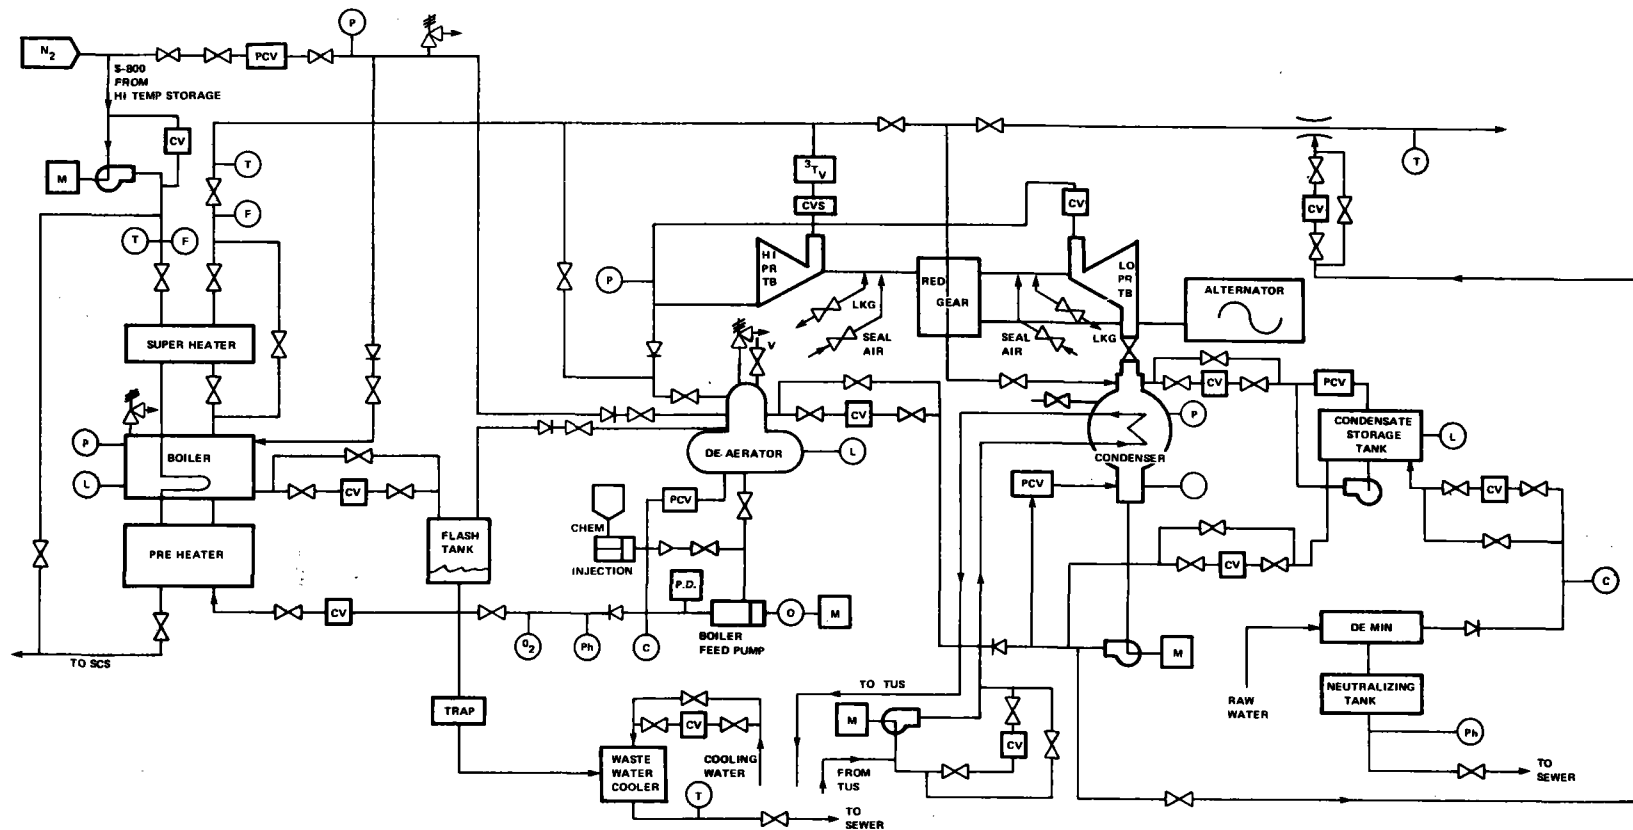 P
N2
PCV
S-800
FROM
HI TEMP STORAGE
CV
M
T
T
3TV
CV
F
CVS
CV
T
F
HI
PR
TB
LO
PR
TB
P
RED
GEAR
ALTERNATOR
LKG
SEAL
AIR
SEAL
AIR
LKG
SUPER HEATER
V
CV
PCV
P
CONDENSATE
STORAGE
TANK
L
P
BOILER
DE-AERATOR
L
CONDENSER
L
CV
PCV
PCV
CV
CHEM
FLASH
TANK
PRE HEATER
INJECTION
CV
C
P.D.
CV
O
M
O2
Ph
C
BOILER
FEED PUMP
DE MIN
M
TO SCS
TO TUS
RAW
WATER
NEUTRALIZING
TANK
TRAP
M
CV
CV
Ph
WASTE
WATER
COOLER
COOLING
WATER
FROM
TUS
TO
SEWER
T
TO
SEWER